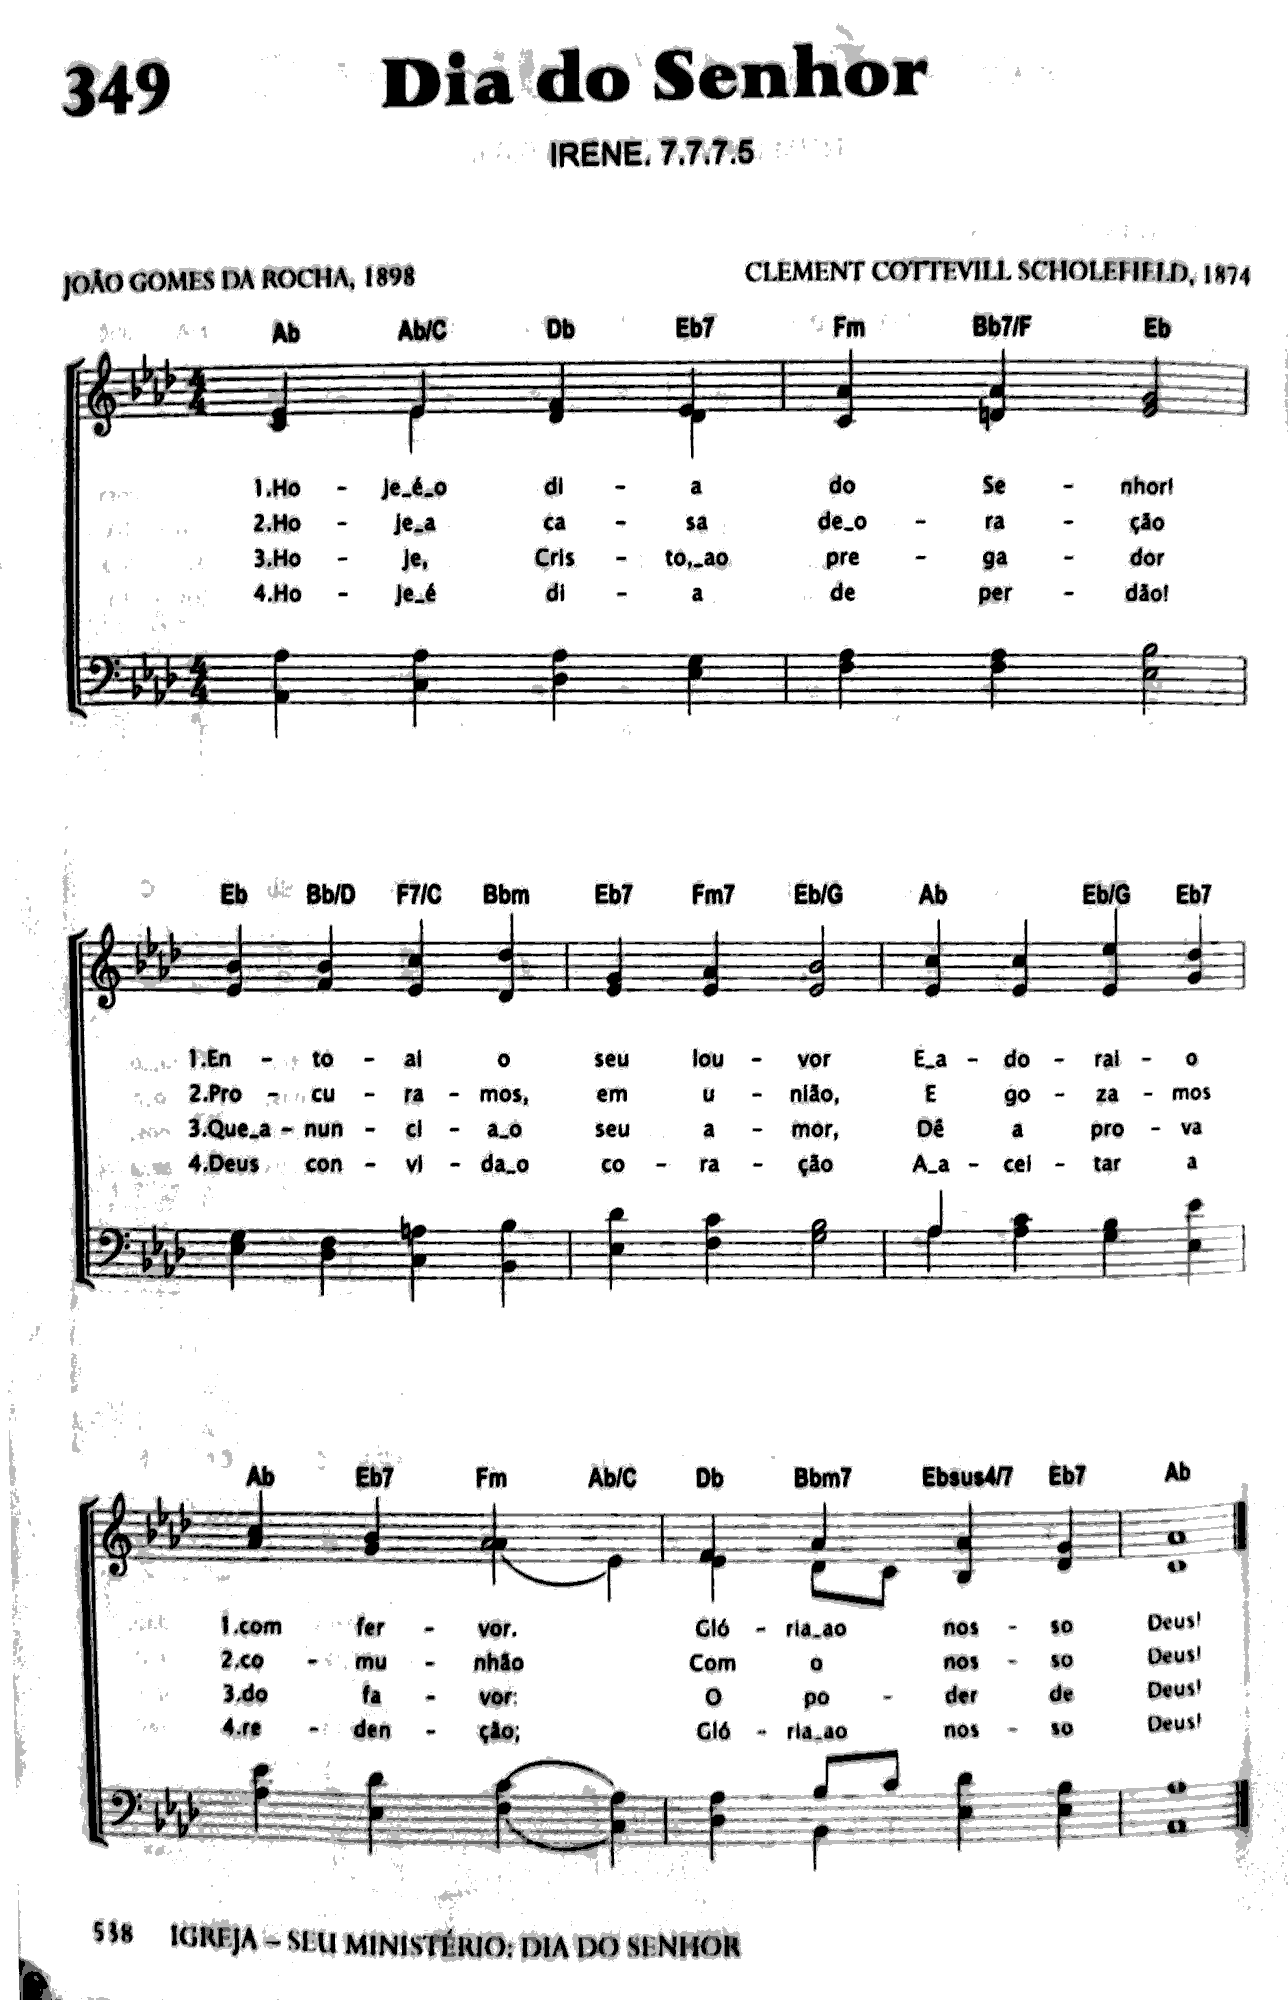 349 Dia do Senhor
IRENE. 7.7.7.5
JOÃO GOMES DA ROCHA, 1898 CLEMENT COTTEVILL SCHOLEFIELD, 1874
Ab Ab/C Db Eb7 Fm Bb7/F Eb
1.Ho - je_é_o di - a do Se - nhor!
2.Ho - je_a ca - sa de_o - ra - ção
3.Ho - je, Cris - to,_ao pre - ga - dor
4.Ho - je_é di - a de per - dão!
Eb Bb/D F7/C Bbm Eb7 Fm7 Eb/G Ab Eb/G Eb7
1.En - to - ai o seu lou - vor E_a - do - rai - o
2.Pro - cu - ra - mos, em u - nião, E go - za - mos
3.Que_a - nun - ci - a_o seu a - mor, Dê a pro - va
4.Deus con - vi - da_o co - ra - ção A_a - cei - tar a
Ab Eb7 Fm Ab/C Db Bbm7 Ebsus4/7 Eb7 Ab
1.com fer - vor. Gló - ria_ao nos - so Deus!
2.co - mu - nhão Com o nos - so Deus!
3.do fa - vor: O po - der de Deus!
4.re - den - ção; Gló - ria_ao nos - so Deus!
538 IGREJA – SEU MINISTÉRIO: DIA DO SENHOR